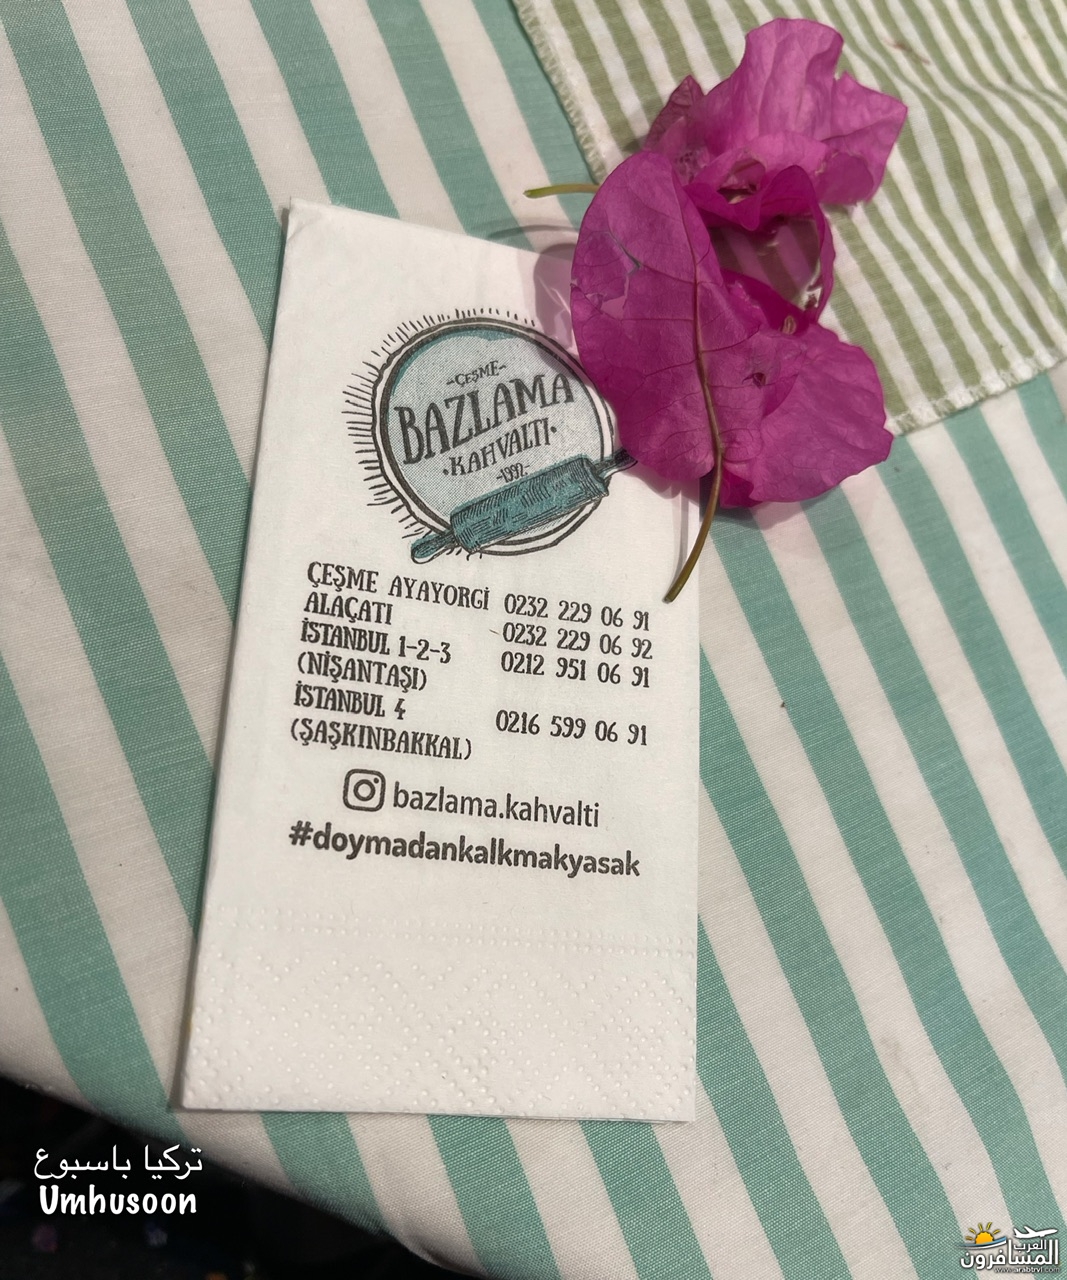 -ÇEŞME-
BAZLAMA
•KAHVALTI•
-1992-
ÇEŞME AYAYORGİ 0232 229 06 91
ALAÇATI 0232 229 06 92
İSTANBUL 1-2-3 0212 951 06 91
(NİŞANTAŞI)
İSTANBUL 4 0216 599 06 91
(ŞAŞKINBAKKAL)
bazlama.kahvalti
#doymadankalkmakyasak
تركيا باسبوع
Umhusoon
العرب
المسافرون
www.arabtrvl.com